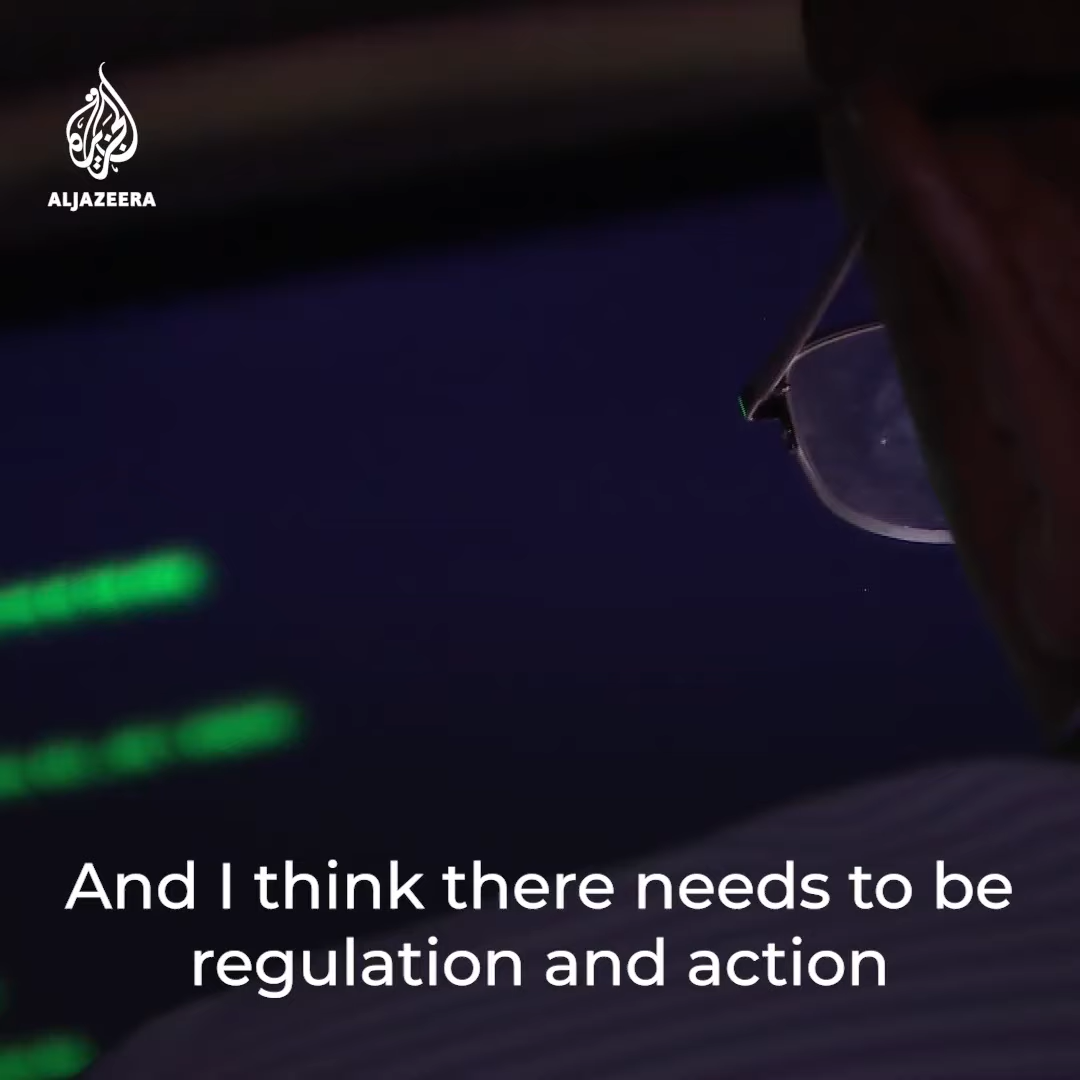 الجزيرة
ALJAZEERA
And I think there needs to be
regulation and action